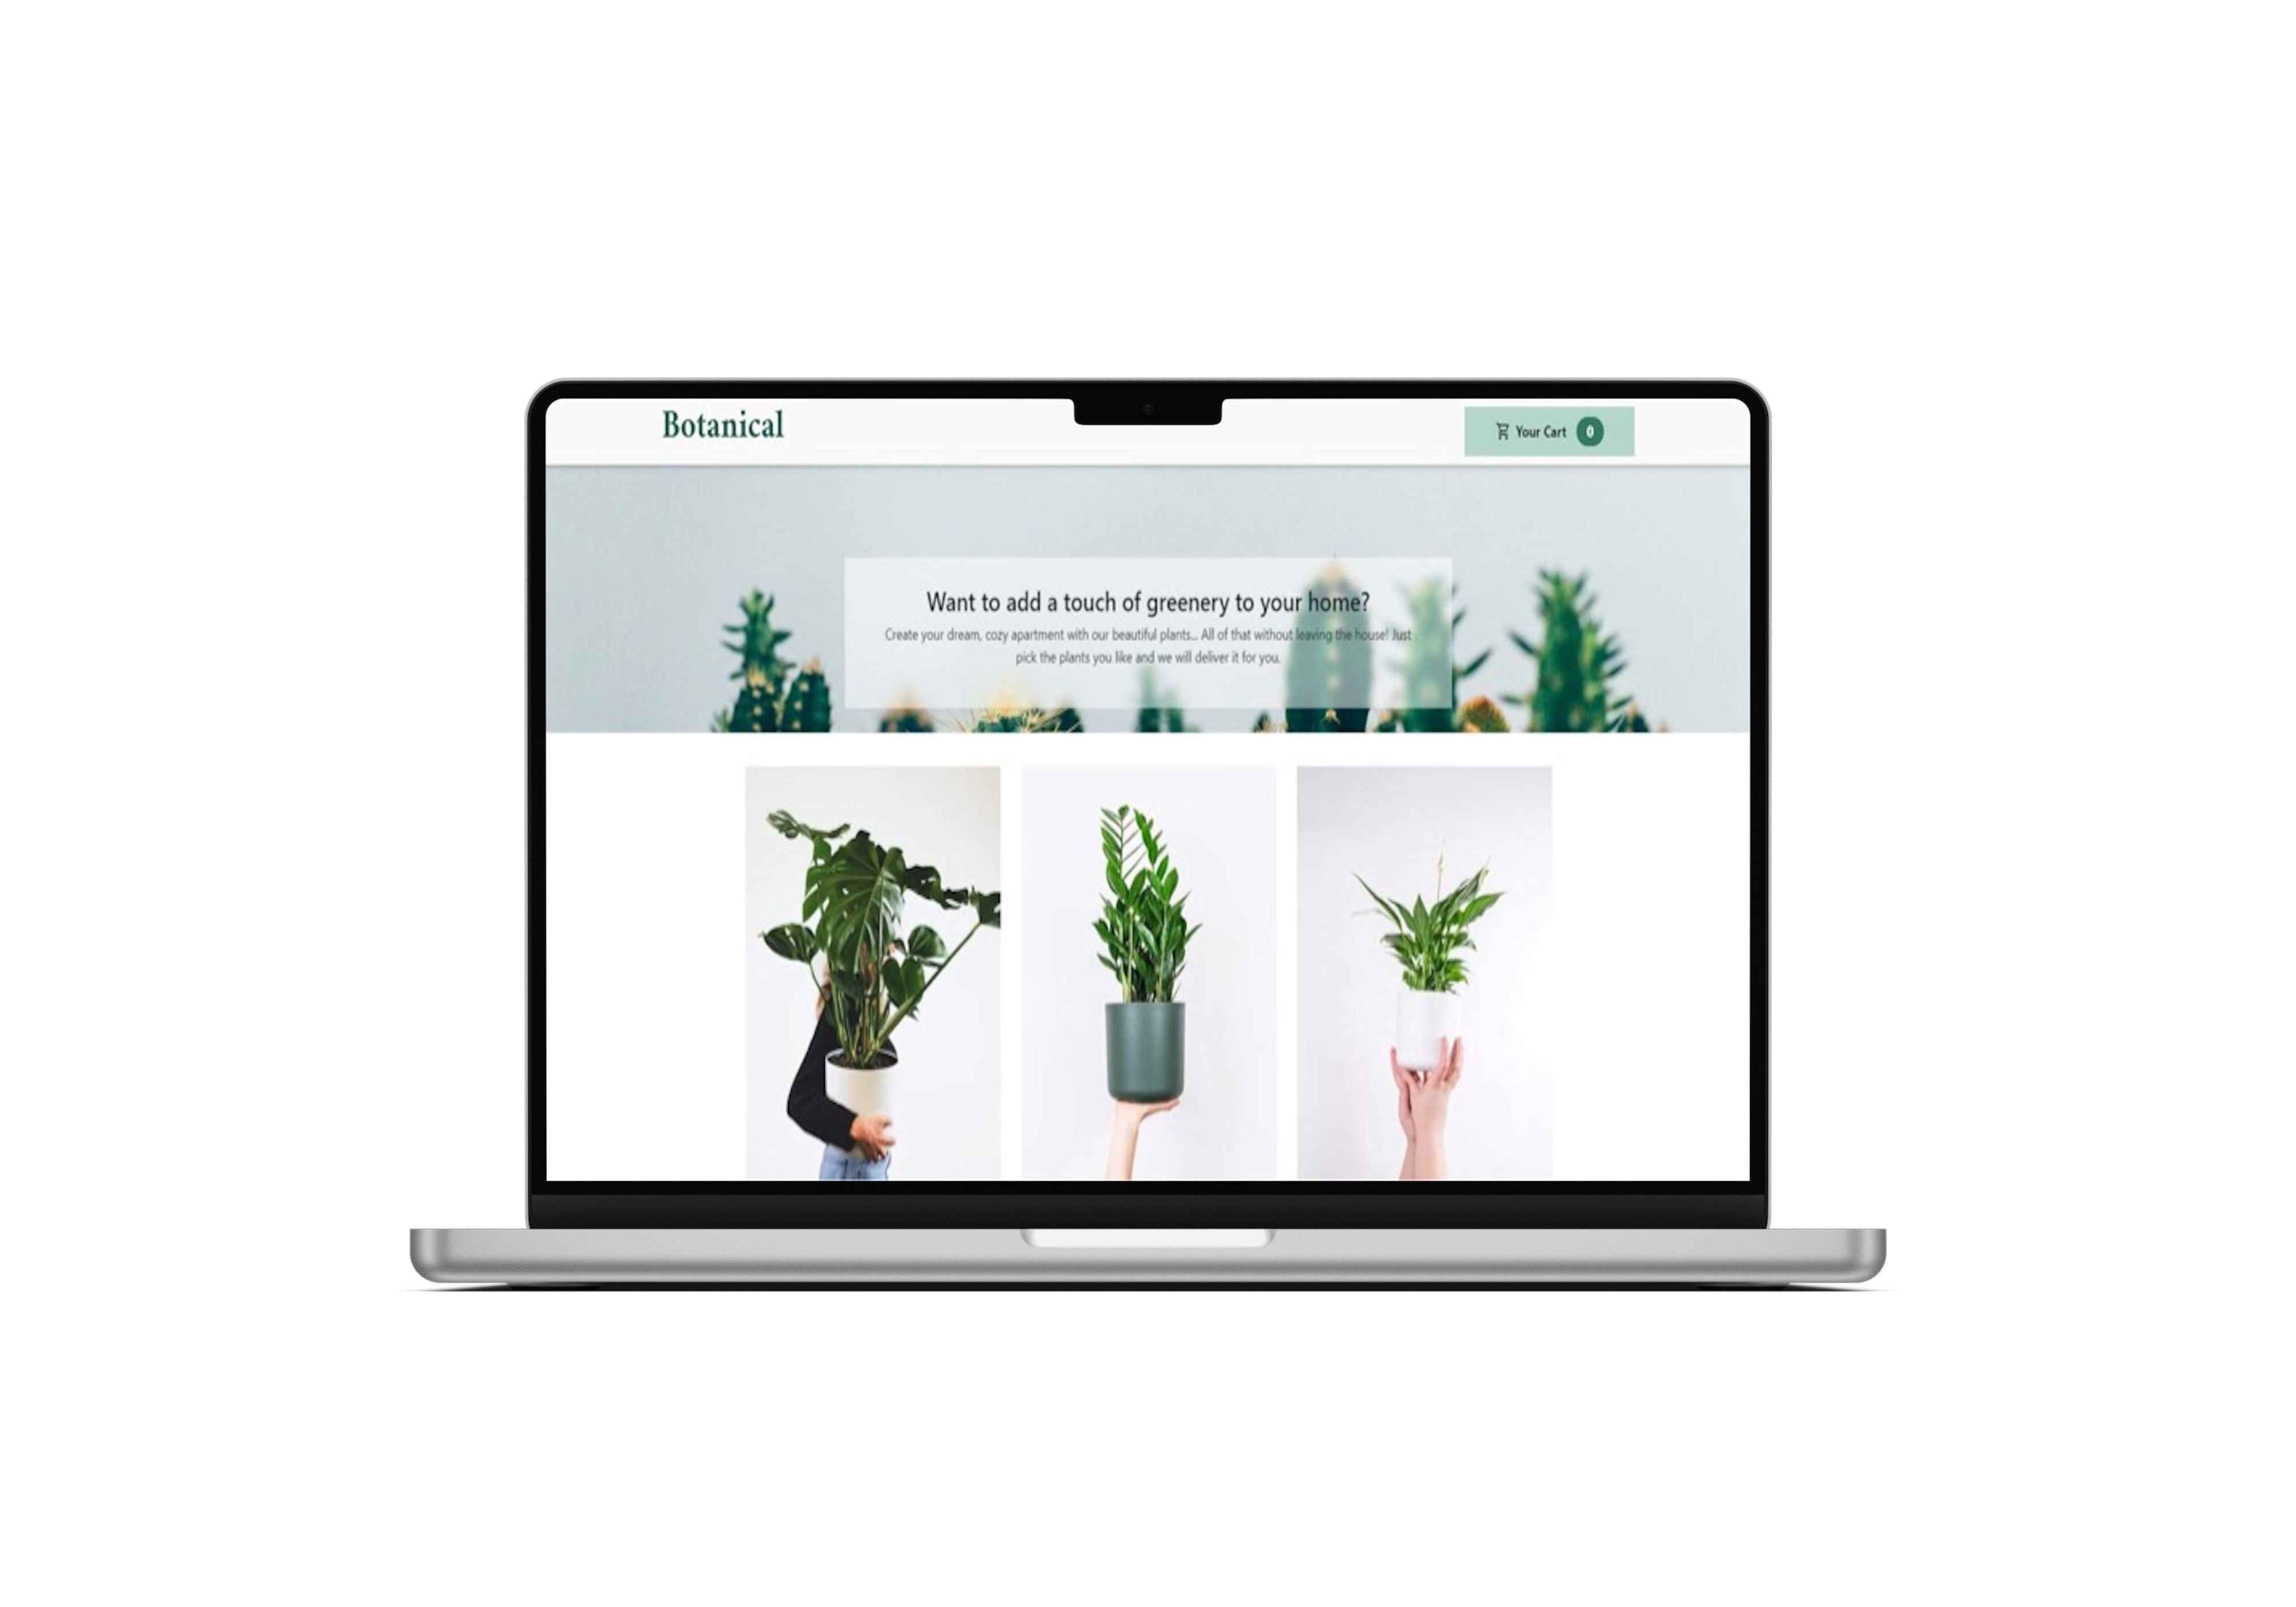 Botanical
Your Cart 0
Want to add a touch of greenery to your home?
Create your dream, cozy apartment with our beautiful plants... All of that without leaving the house! Just
pick the plants you like and we will deliver it for you.